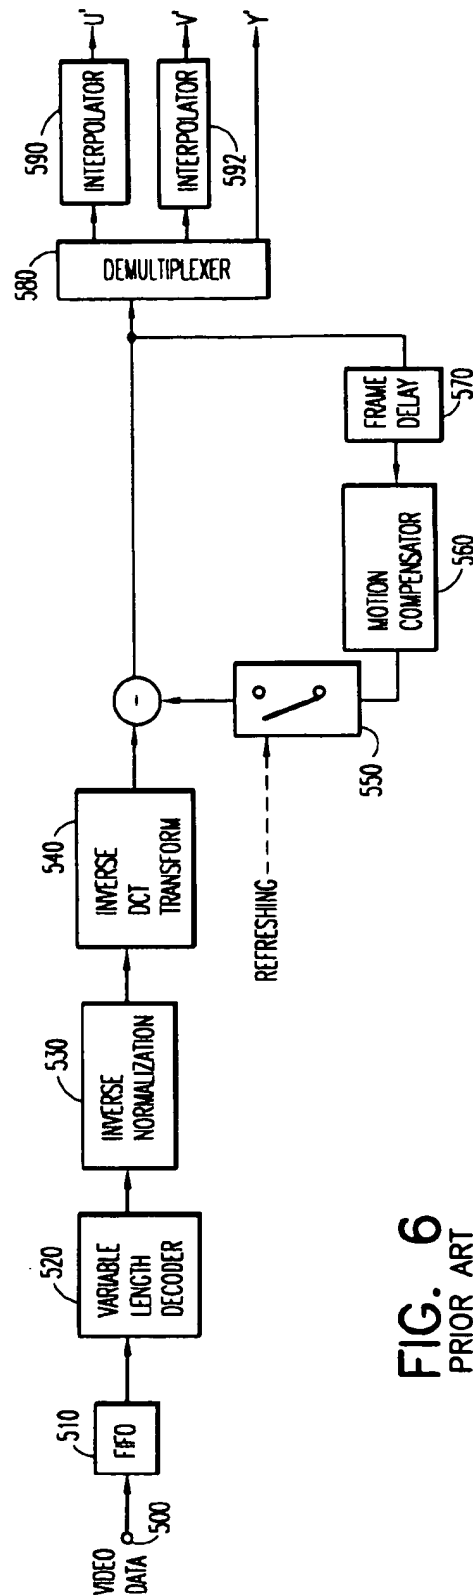 VIDEO
DATA
500
510
FIFO
520
VARIABLE
LENGTH
DECODER
530
INVERSE
NORMALIZATION
540
INVERSE
DCT
TRANSFORM
-
REFRESHING
550
MOTION
COMPENSATOR
560
FRAME
DELAY
570
580
DEMULTIPLEXER
590
INTERPOLATOR
U'
INTERPOLATOR
592
V'
Y'
FIG. 6
PRIOR ART